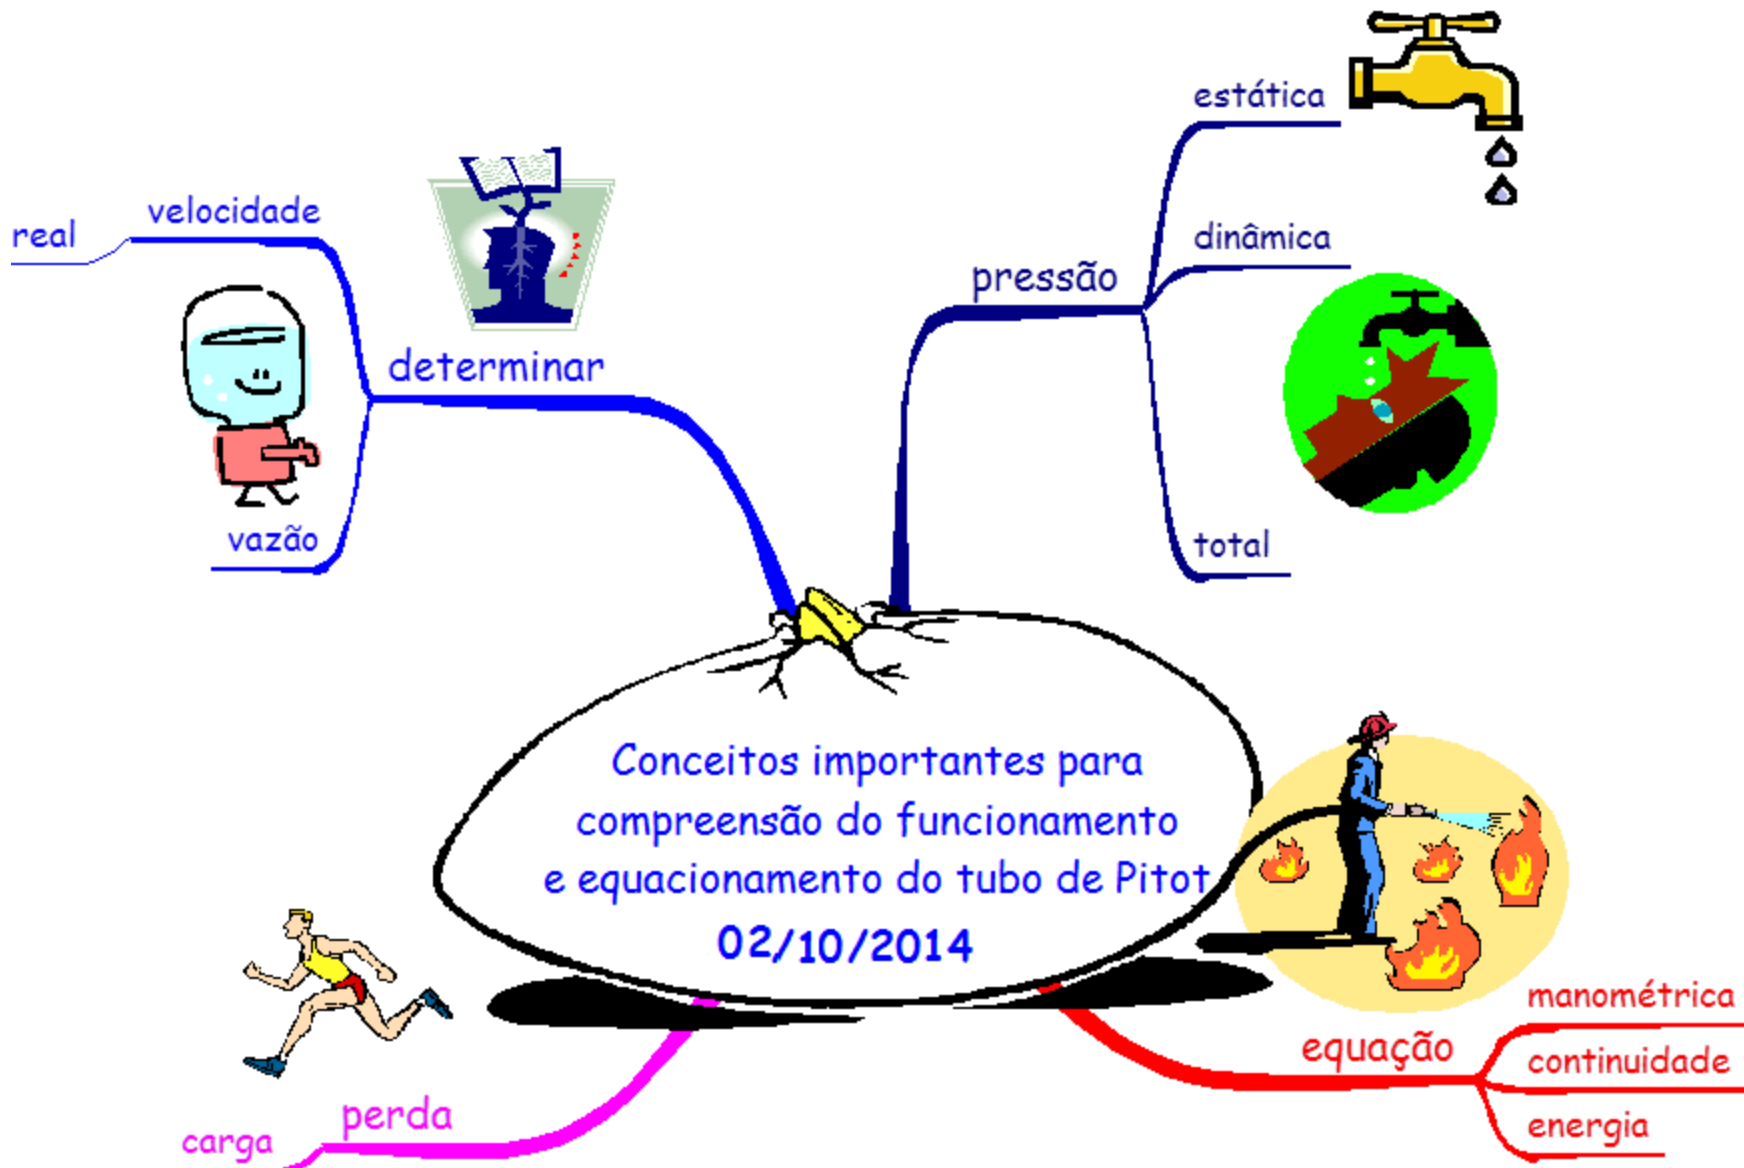 estática
velocidade
real
dinâmica
pressão
determinar
vazão
total
Conceitos importantes para
compreensão do funcionamento
e equacionamento do tubo de Pitot
02/10/2014
manométrica
equação
continuidade
energia
perda
carga